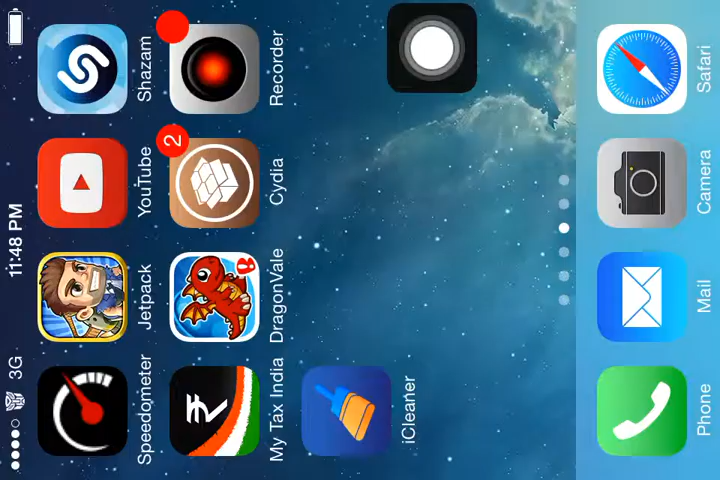 3G 11:48 PM
Speedometer Jetpack YouTube Shazam
2
My Tax India DragonVale Cydia Recorder
iCleaner
Phone Mail Camera Safari